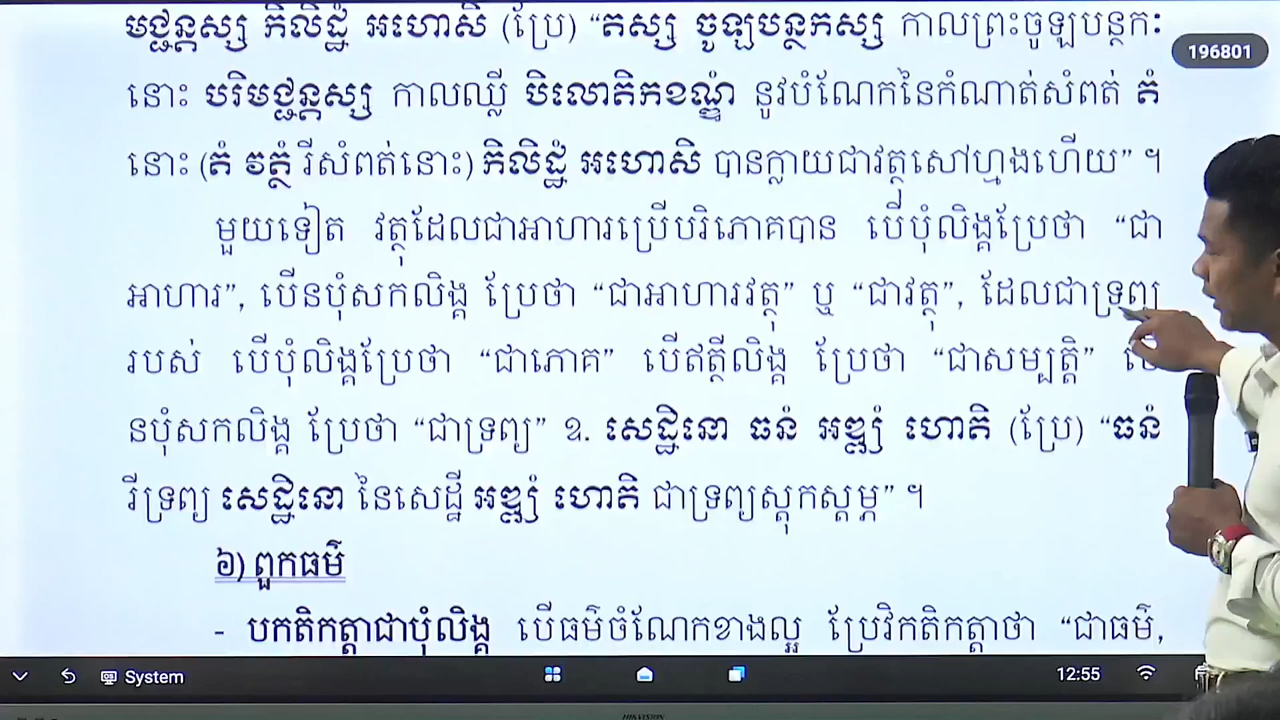 មជ្ជន្តស្ស កិលិដ្ឋំ អហោសិ (ប្រែ) “តស្ស ចូឡបន្ថកស្ស កាលព្រះចូឡបន្ថកៈ
196801
នោះ បរិមជ្ជន្តស្ស កាលឈ្លី បិលោតិកខណ្ឌំ នូវបំណែកនៃកំណាត់សំពត់ តំ
នោះ (តំ វត្ថំ រីសំពត់នោះ) កិលិដ្ឋំ អហោសិ បានក្លាយជាវត្ថុសៅហ្មងហើយ” ។
មួយទៀត វត្ថុដែលជាអាហារប្រើបរិភោគបាន បើបុំលិង្គប្រែថា “ជា
អាហារ”, បើនបុំសកលិង្គ ប្រែថា “ជាអាហារវត្ថុ” ឬ “ជាវត្ថុ”, ដែលជាទ្រព្យ
របស់ បើបុំលិង្គប្រែថា “ជាភោគ” បើឥត្ថីលិង្គ ប្រែថា “ជាសម្បត្តិ”
នបុំសកលិង្គ ប្រែថា “ជាទ្រព្យ” ឧ. សេដ្ឋិនោ ធនំ អឌ្ឍំ ហោតិ (ប្រែ) “ធនំ
រីទ្រព្យ សេដ្ឋិនោ នៃសេដ្ឋី អឌ្ឍំ ហោតិ ជាទ្រព្យស្តុកស្តម្ភ” ។
៦) ពួកធម៌
- បកតិកត្តាជាបុំលិង្គ បើធម៌ចំណែកខាងល្អ ប្រែវិកតិកត្តាថា “ជាធម៌,
System
12:55
HIKVISION